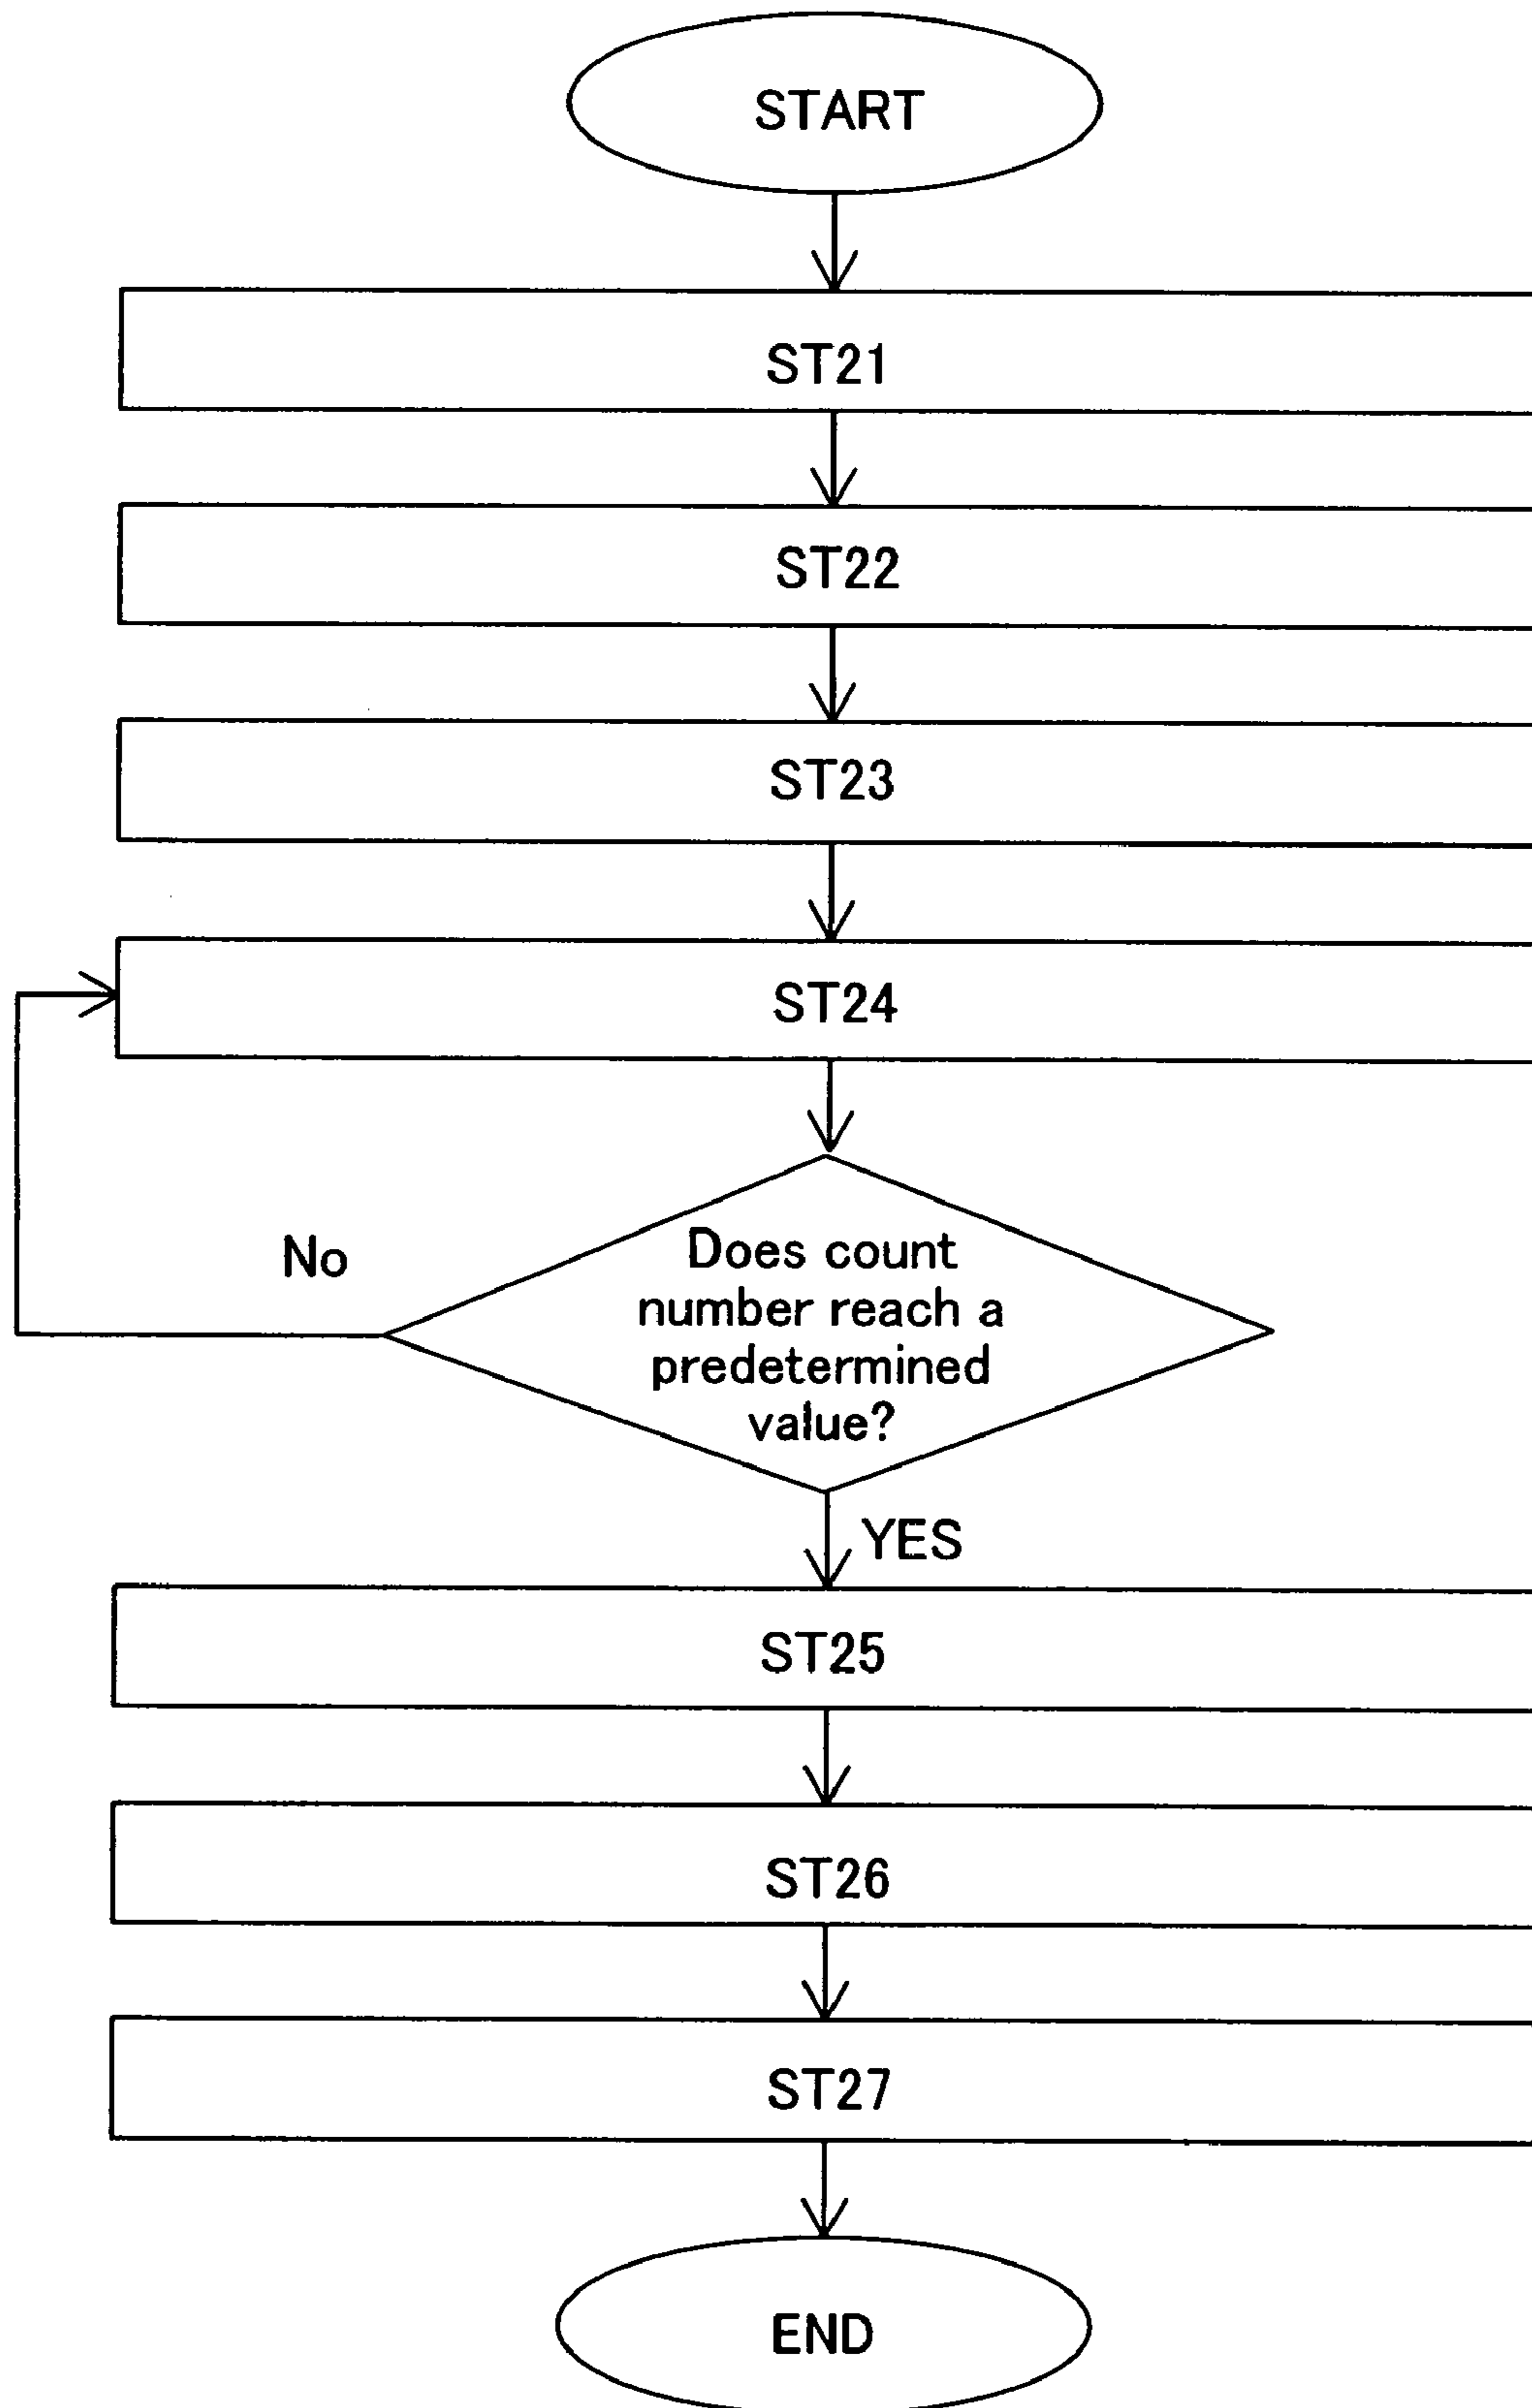 START
ST21
ST22
ST23
ST24
No
Does count
number reach a
predetermined
value?
YES
ST25
ST26
ST27
END